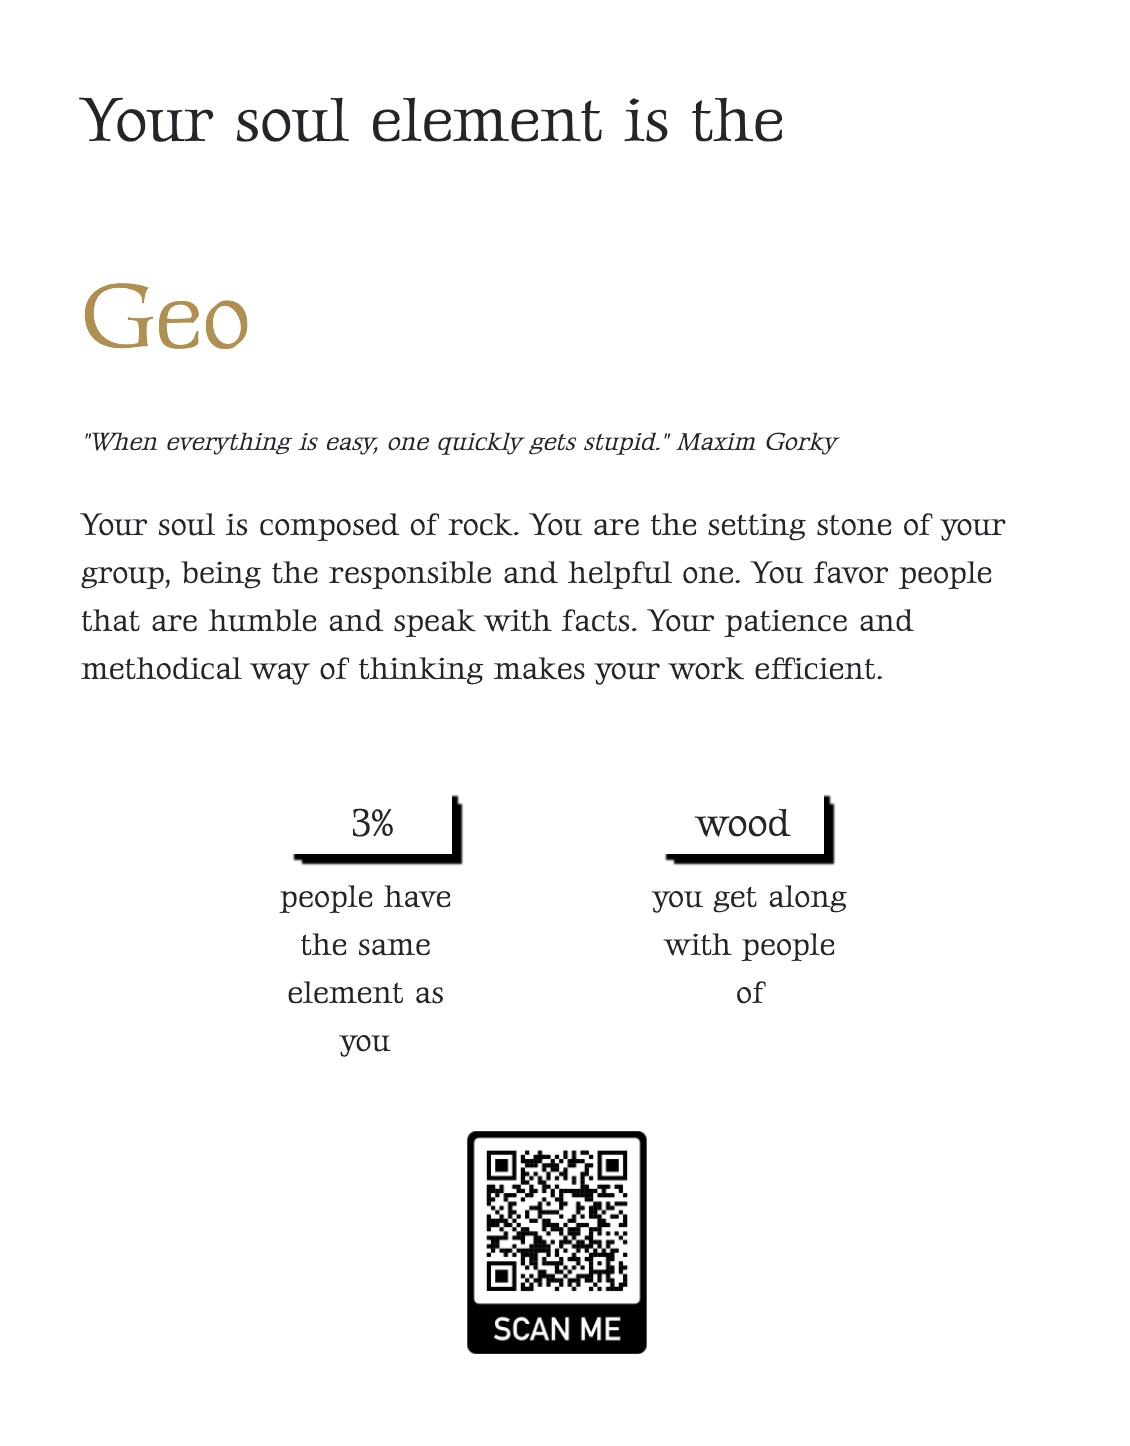 Your soul element is the
Geo
"When everything is easy, one quickly gets stupid." Maxim Gorky
Your soul is composed of rock. You are the setting stone of your
group, being the responsible and helpful one. You favor people
that are humble and speak with facts. Your patience and
methodical way of thinking makes your work efficient.
3%
people have
the same
element as
you
wood
you get along
with people
of
SCAN ME